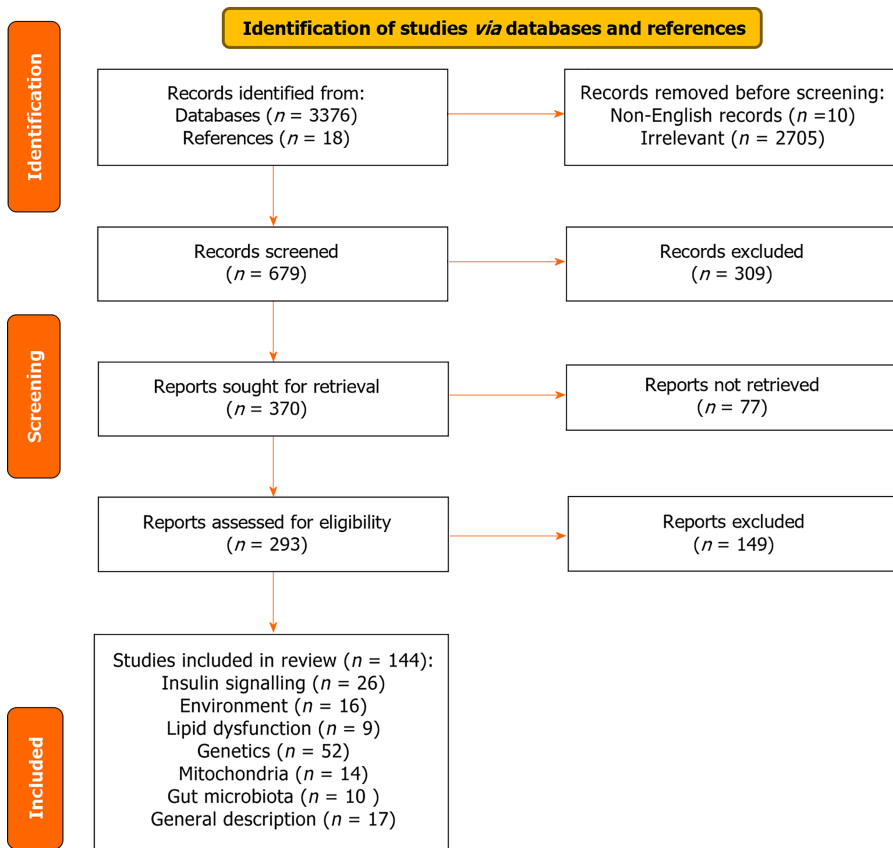 Identification of studies via databases and references
Identification
Records identified from:
Databases (n = 3376)
References (n = 18)
Records removed before screening:
Non-English records (n =10)
Irrelevant (n = 2705)
Records screened
(n = 679)
Records excluded
(n = 309)
Screening
Reports sought for retrieval
(n = 370)
Reports not retrieved
(n = 77)
Reports assessed for eligibility
(n = 293)
Reports excluded
(n = 149)
Included
Studies included in review (n = 144):
Insulin signalling (n = 26)
Environment (n = 16)
Lipid dysfunction (n = 9)
Genetics (n = 52)
Mitochondria (n = 14)
Gut microbiota (n = 10 )
General description (n = 17)